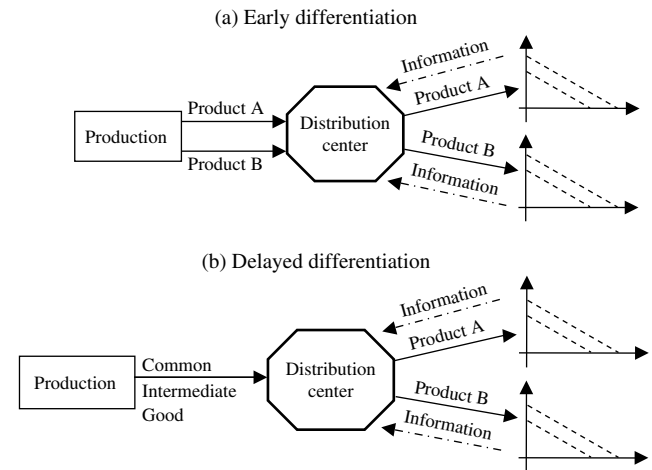 (a) Early differentiation
Information
Product A
Product A
Production
Distribution
center
Product B
Product B
Information
(b) Delayed differentiation
Information
Product A
Common
Production
Intermediate
Good
Distribution
center
Product B
Information